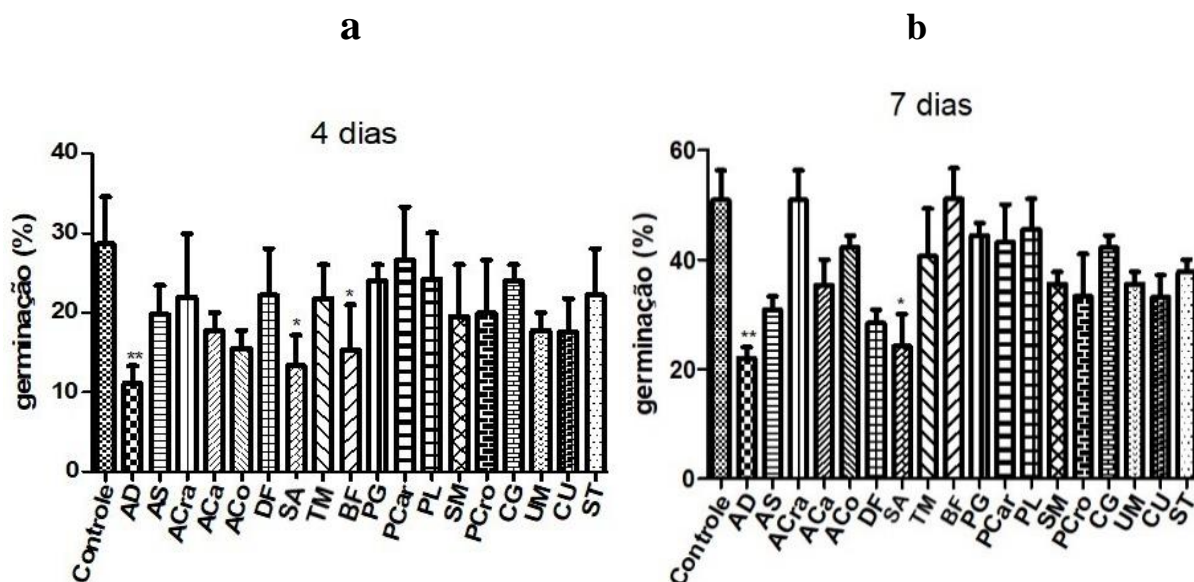 a
b
4 dias
7 dias
germinação (%)
40
30
20
10
0
**
*
*
Controle
AD
AS
ACra
ACa
ACo
DF
SA
TM
BF
PG
PCar
PL
SM
PCro
CG
UM
CU
ST
germinação (%)
60
40
20
0
**
*
Controle
AD
AS
ACra
ACa
ACo
DF
SA
TM
BF
PG
PCar
PL
SM
PCro
CG
UM
CU
ST